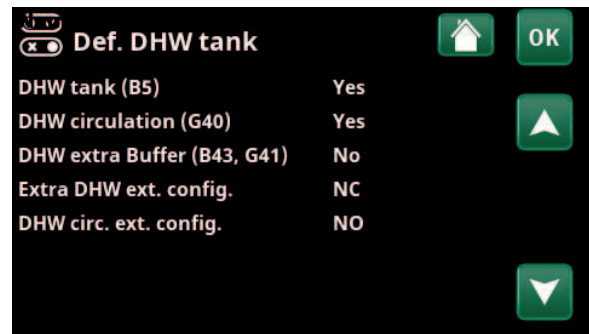 Def. DHW tank
OK
DHW tank (B5) Yes
DHW circulation (G40) Yes
DHW extra Buffer (B43, G41) No
Extra DHW ext. config. NC
DHW circ. ext. config. NO